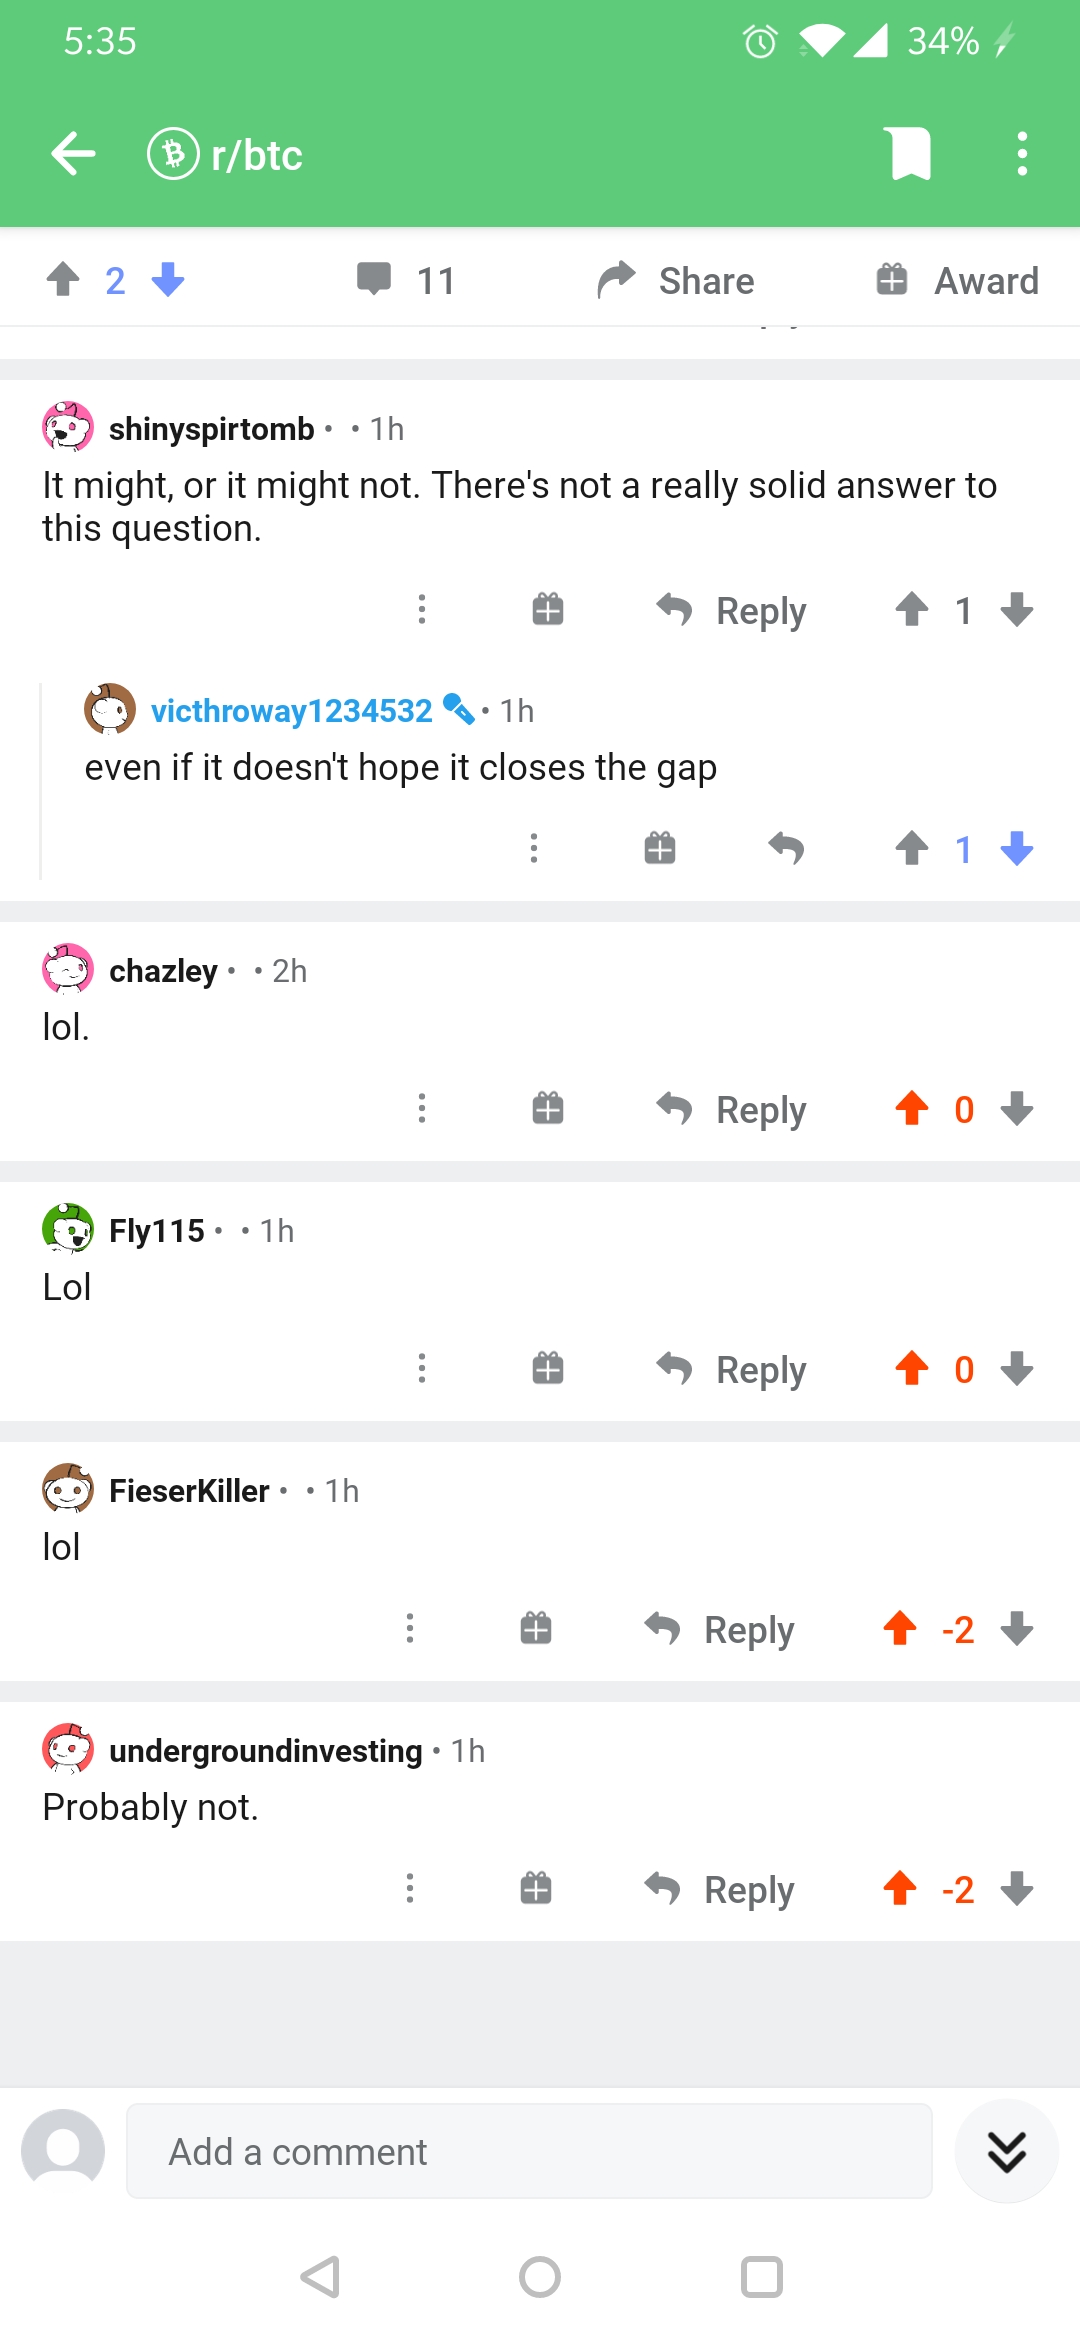 5:35
34%
r/btc
2
11
Share
Award
shinyspirtomb • • 1h
It might, or it might not. There's not a really solid answer to
this question.
Reply
1
victhroway1234532 • 1h
even if it doesn't hope it closes the gap
1
chazley • • 2h
lol.
Reply
0
Fly115 • • 1h
Lol
Reply
0
FieserKiller • • 1h
lol
Reply
-2
undergroundinvesting • 1h
Probably not.
Reply
-2
Add a comment